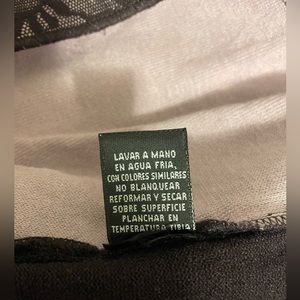 LAVAR A MANO
EN AGUA FRIA,
CON COLORES SIMILARES
NO BLANQUEAR
REFORMAR Y SECAR
SOBRE SUPERFICIE
PLANCHAR EN
TEMPERATURA TIBIA